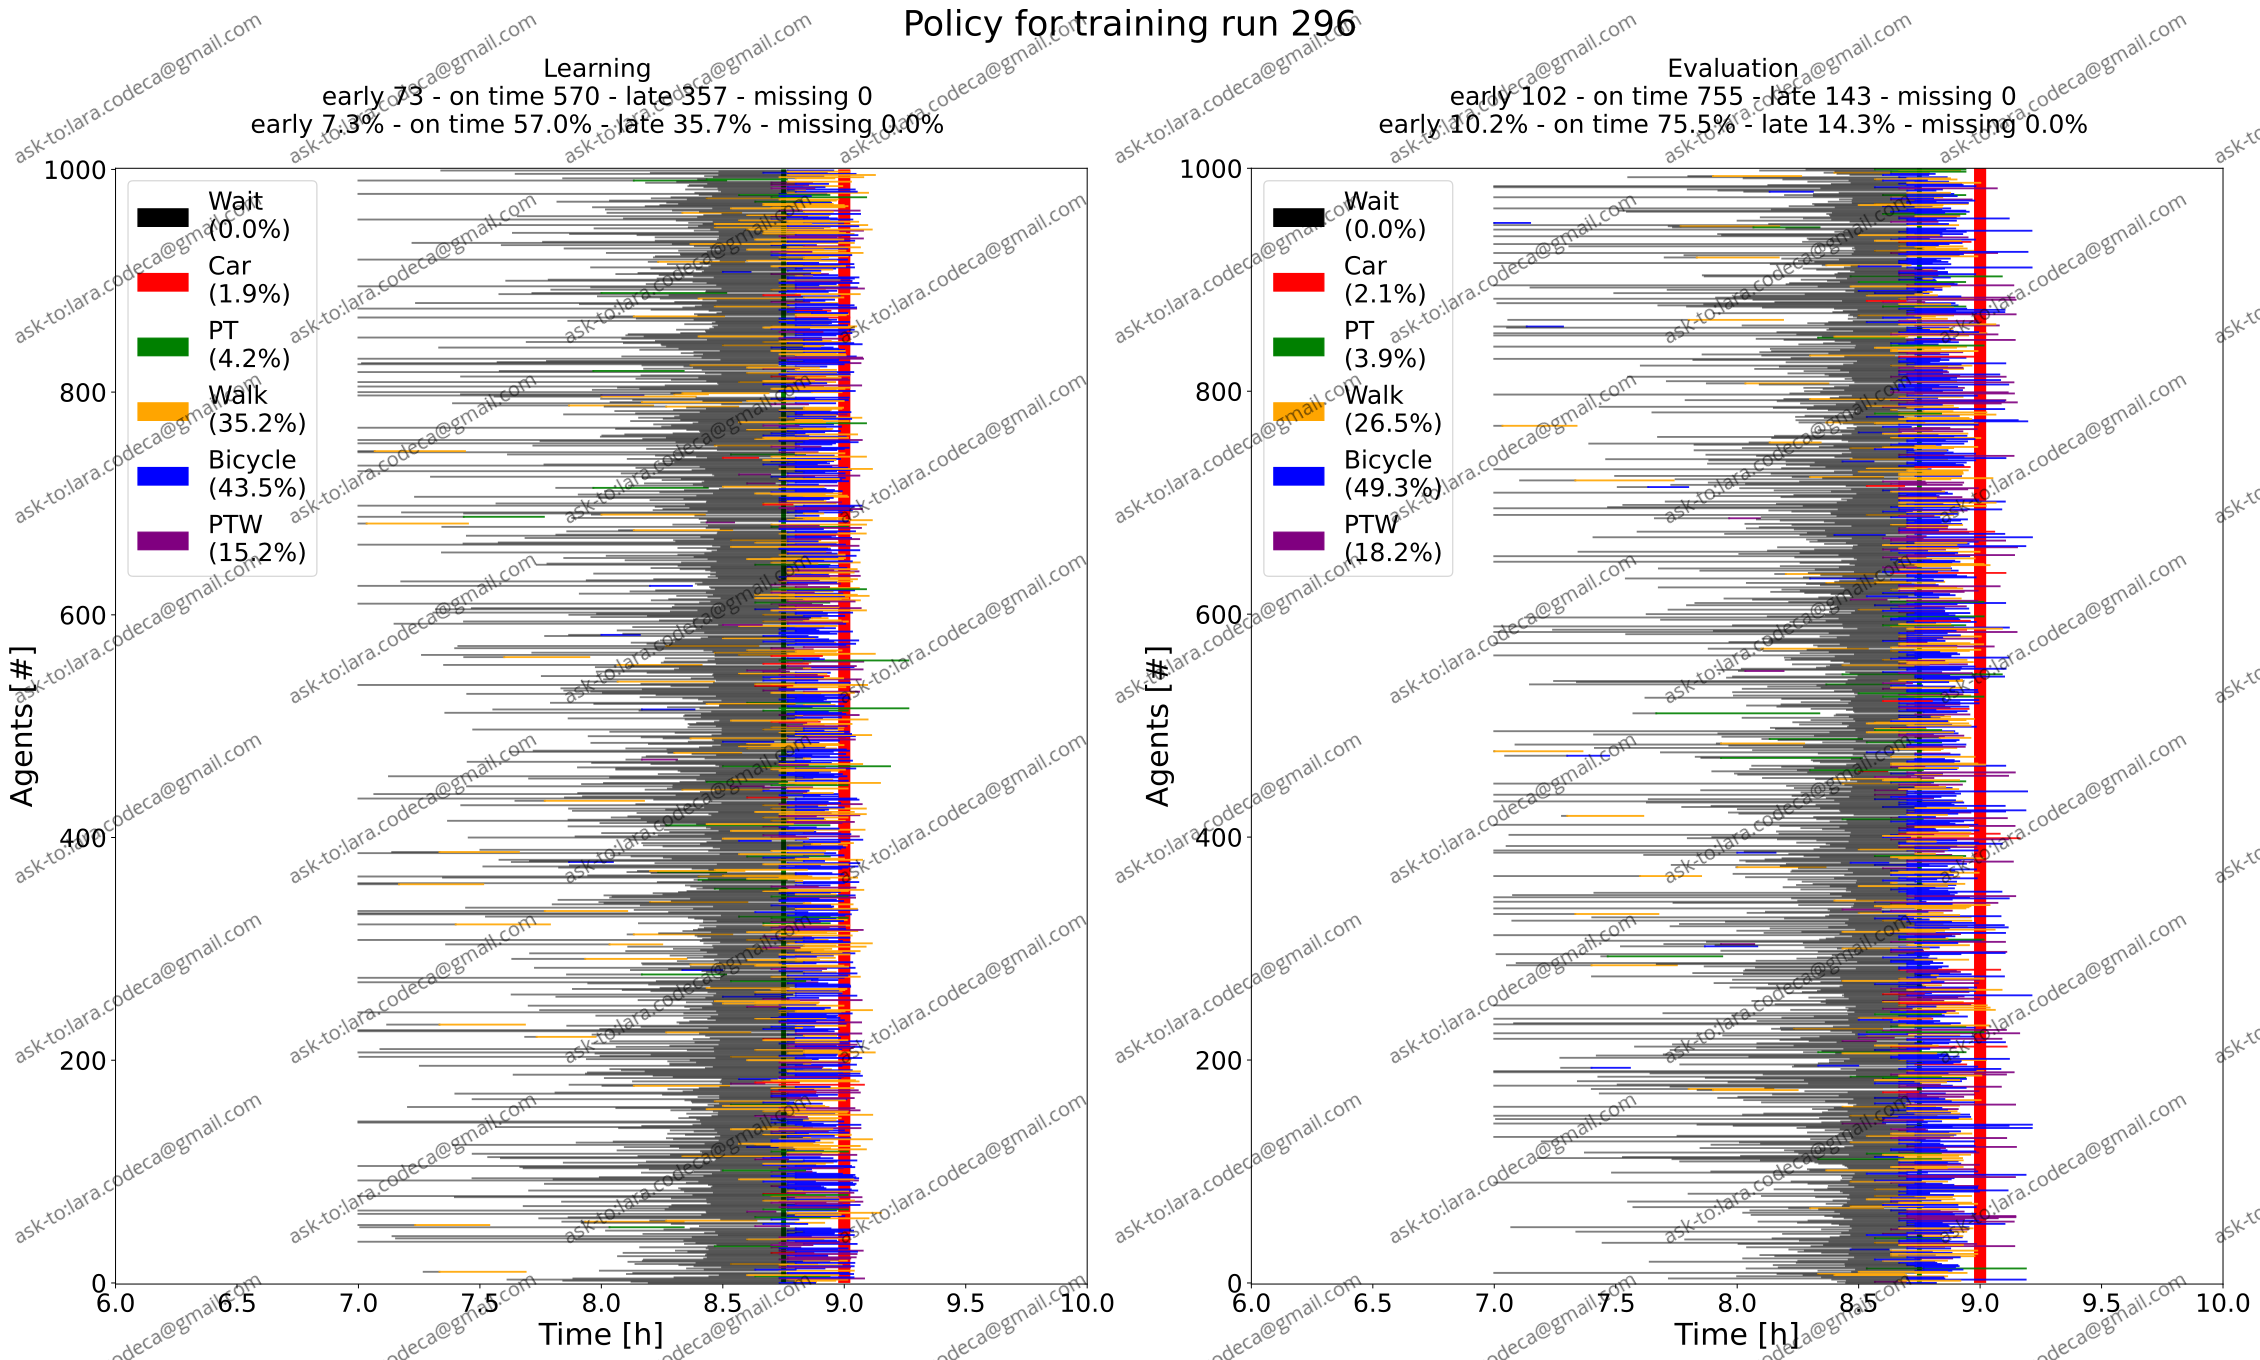 Policy for training run 296
Learning
early 73 - on time 570 - late 357 - missing 0
early 7.3% - on time 57.0% - late 35.7% - missing 0.0%
Agents [#]
1000
800
600
400
200
0
Wait
(0.0%)
Car
(1.9%)
PT
(4.2%)
Walk
(35.2%)
Bicycle
(43.5%)
PTW
(15.2%)
6.0 6.5 7.0 7.5 8.0 8.5 9.0 9.5 10.0
Time [h]
Evaluation
early 102 - on time 755 - late 143 - missing 0
early 10.2% - on time 75.5% - late 14.3% - missing 0.0%
Agents [#]
1000
800
600
400
200
0
Wait
(0.0%)
Car
(2.1%)
PT
(3.9%)
Walk
(26.5%)
Bicycle
(49.3%)
PTW
(18.2%)
6.0 6.5 7.0 7.5 8.0 8.5 9.0 9.5 10.0
Time [h]
ask-to:lara.codeca@gmail.com